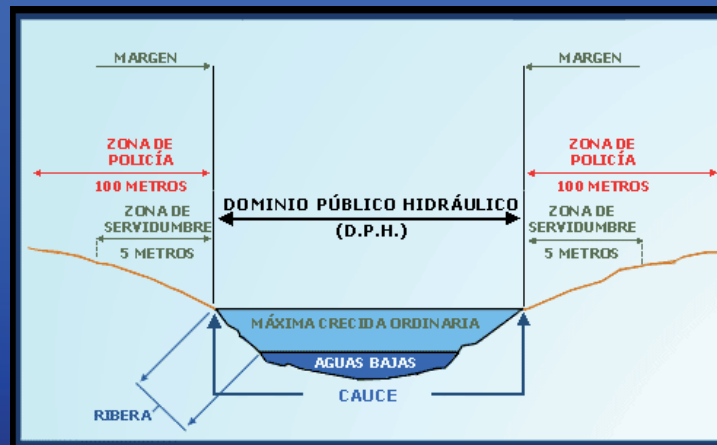 MARGEN
MARGEN
ZONA DE
POLICÍA
100 METROS
ZONA DE
POLICÍA
100 METROS
DOMINIO PÚBLICO HIDRÁULICO
(D.P.H.)
ZONA DE
SERVIDUMBRE
5 METROS
ZONA DE
SERVIDUMBRE
5 METROS
MÁXIMA CRECIDA ORDINARIA
AGUAS BAJAS
CAUCE
RIBERA